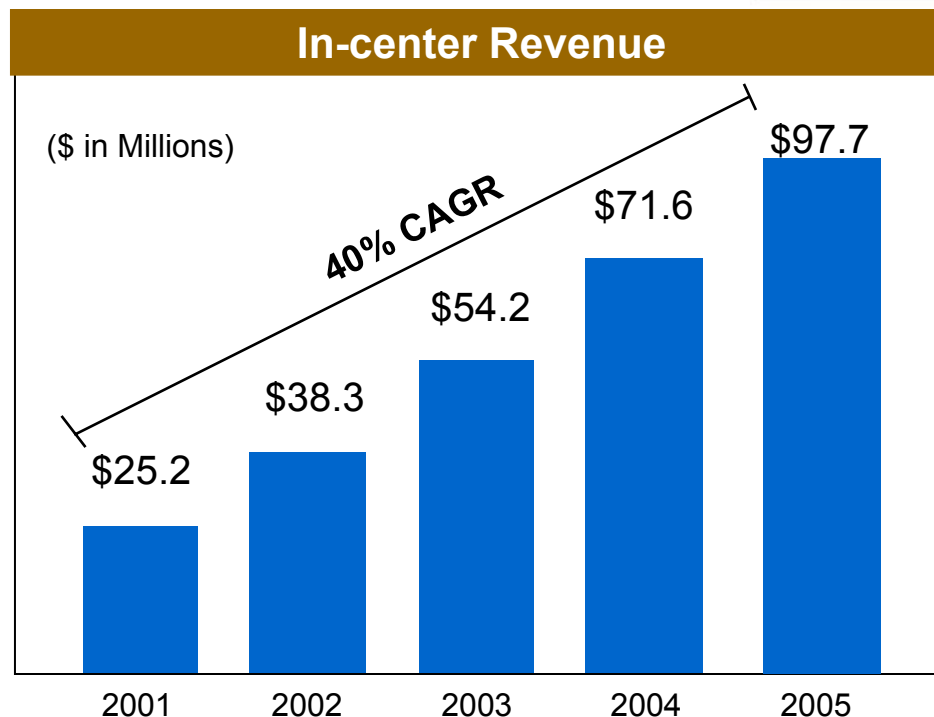 In-center Revenue
($ in Millions)
40% CAGR
$25.2
$38.3
$54.2
$71.6
$97.7
2001 2002 2003 2004 2005